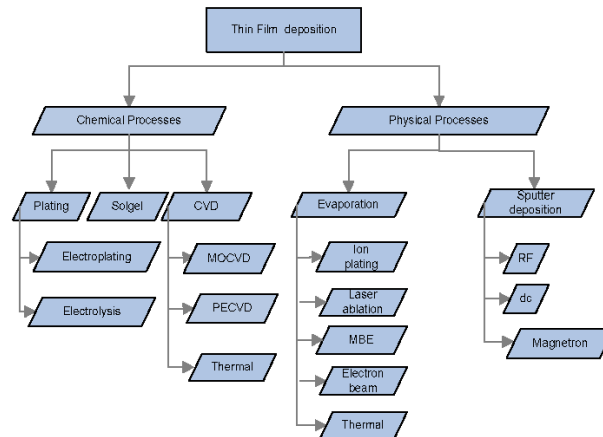 Thin Film deposition
Chemical Processes
Physical Processes
Plating
Solgel
CVD
Evaporation
Sputter
deposition
Electroplating
Electrolysis
MOCVD
PECVD
Thermal
Ion
plating
Laser
ablation
MBE
Electron
beam
Thermal
RF
dc
Magnetron